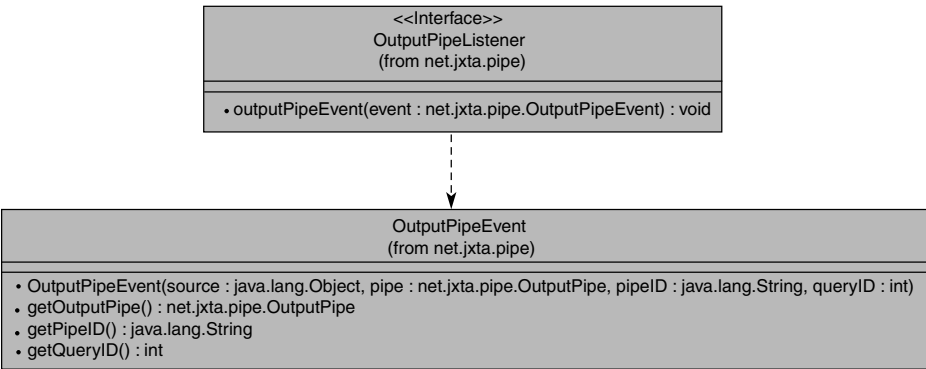 <<Interface>>
OutputPipeListener
(from net.jxta.pipe)
• outputPipeEvent(event : net.jxta.pipe.OutputPipeEvent) : void
OutputPipeEvent
(from net.jxta.pipe)
• OutputPipeEvent(source : java.lang.Object, pipe : net.jxta.pipe.OutputPipe, pipeID : java.lang.String, queryID : int)
• getOutputPipe() : net.jxta.pipe.OutputPipe
• getPipeID() : java.lang.String
• getQueryID() : int